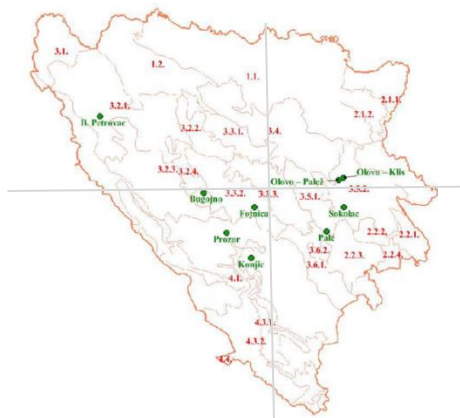 3.1.
1.2.
1.1.
3.2.1.
2.1.1.
2.1.2.
B. Petrovac
3.2.2.
3.3.1.
3.4.
3.2.3.
3.2.4.
Olovo – Klis
Olovo – Palež
3.5.2.
Bugojno
3.3.2.
3.3.3.
3.5.1.
Fojnica
Sokolac
Prozor
Pale
2.2.2.
2.2.1.
3.6.2.
Konjic
3.6.1.
2.2.3.
2.2.4.
4.1.
4.3.1.
4.3.2.
4.4.